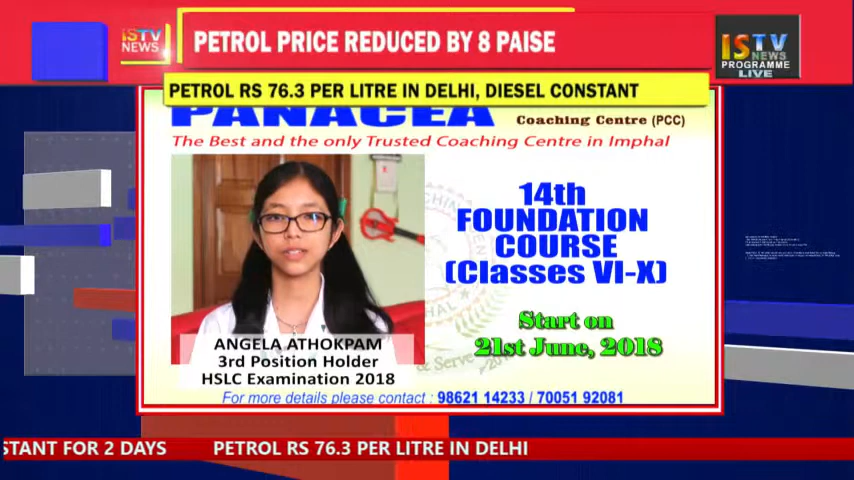 ISTV
NEWS
PETROL PRICE REDUCED BY 8 PAISE
ISTV
NEWS
PROGRAMME
LIVE
PETROL RS 76.3 PER LITRE IN DELHI, DIESEL CONSTANT
PANACEA
Coaching Centre (PCC)
The Best and the only Trusted Coaching Centre in Imphal
14th
FOUNDATION
COURSE
(Classes VI-X)
Start on
21st June, 2018
ANGELA ATHOKPAM
3rd Position Holder
HSLC Examination 2018
For more details please contact : 98621 14233 / 70051 92081
STANT FOR 2 DAYS PETROL RS 76.3 PER LITRE IN DELHI